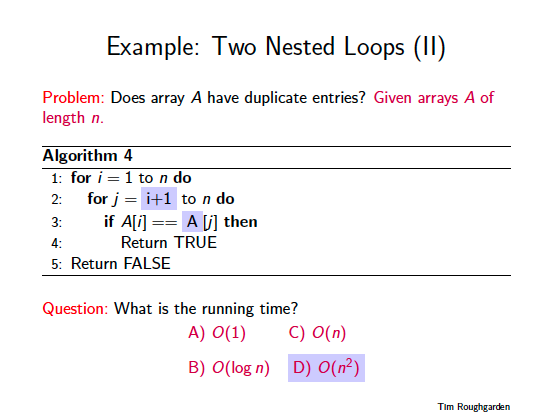 Example: Two Nested Loops (II)
Problem: Does array A have duplicate entries? Given arrays A of
length n.
Algorithm 4
1: for i = 1 to n do
2: for j = i+1 to n do
3: if A[i] == A [j] then
4: Return TRUE
5: Return FALSE
Question: What is the running time?
A) O(1) C) O(n)
B) O(log n) D) O(n²)
Tim Roughgarden